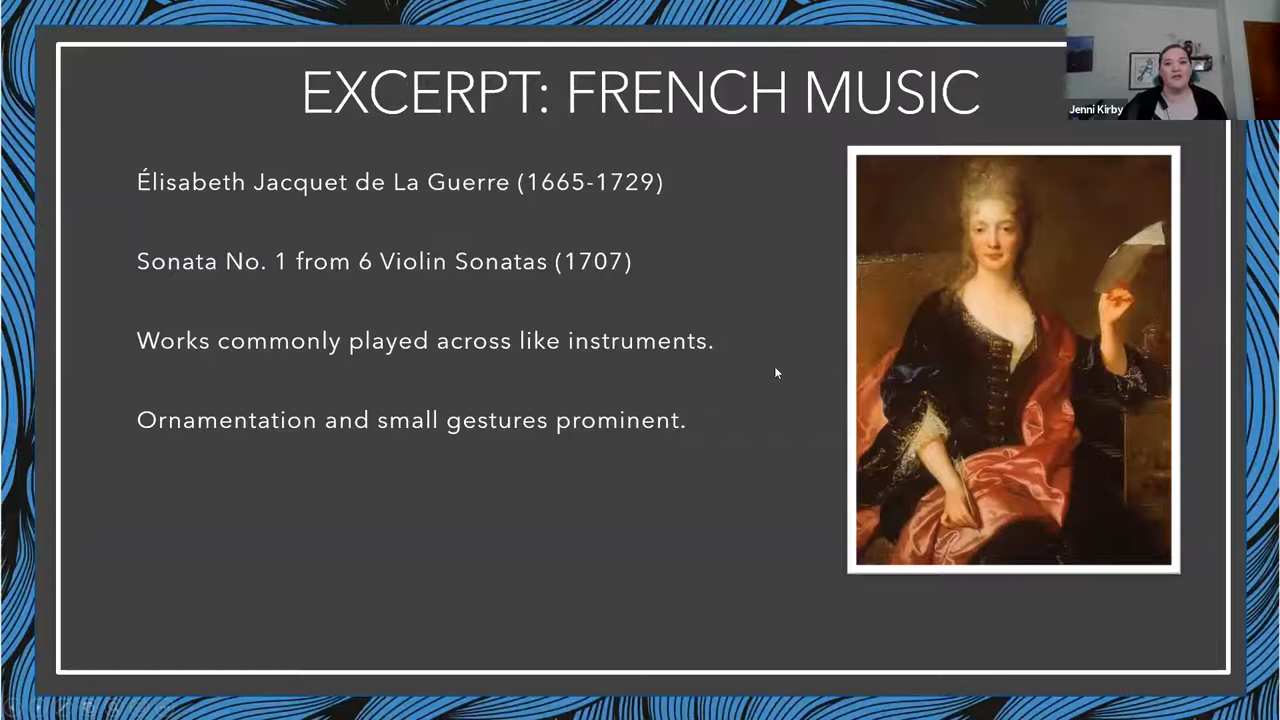 EXCERPT: FRENCH MUSIC
Jenni Kirby
Élisabeth Jacquet de La Guerre (1665-1729)
Sonata No. 1 from 6 Violin Sonatas (1707)
Works commonly played across like instruments.
Ornamentation and small gestures prominent.